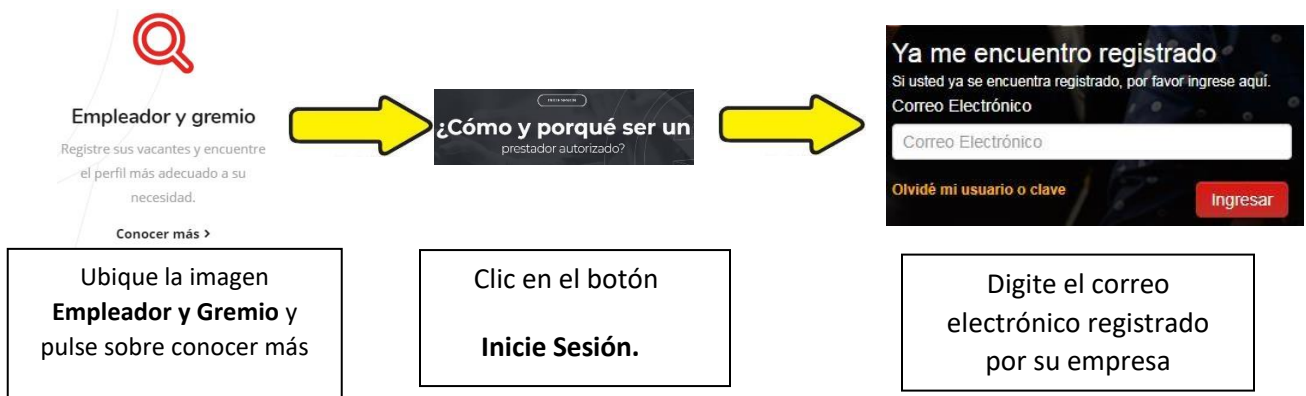 Empleador y gremio
Registre sus vacantes y encuentre
el perfil más adecuado a su
necesidad.
Conocer más >
Ubique la imagen
Empleador y Gremio y
pulse sobre conocer más
¿Cómo y porqué ser un
prestador autorizado?
Clic en el botón
Inicie Sesión.
Ya me encuentro registrado
Si usted ya se encuentra registrado, por favor ingrese aquí.
Correo Electrónico
Correo Electrónico
Olvidé mi usuario o clave
Ingresar
Digite el correo
electrónico registrado
por su empresa